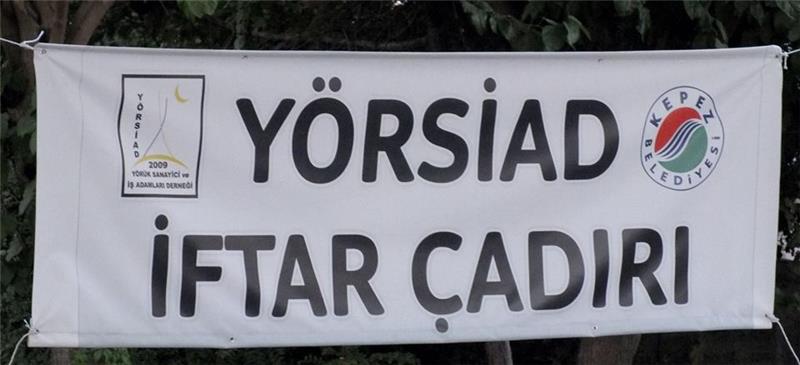 YÖRSİAD
2009
YÖRÜK SANAYİCİ ve
İŞ ADAMLARI DERNEĞİ
YÖRSİAD
KEPEZ
BELEDİYESİ
İFTAR ÇADIRI